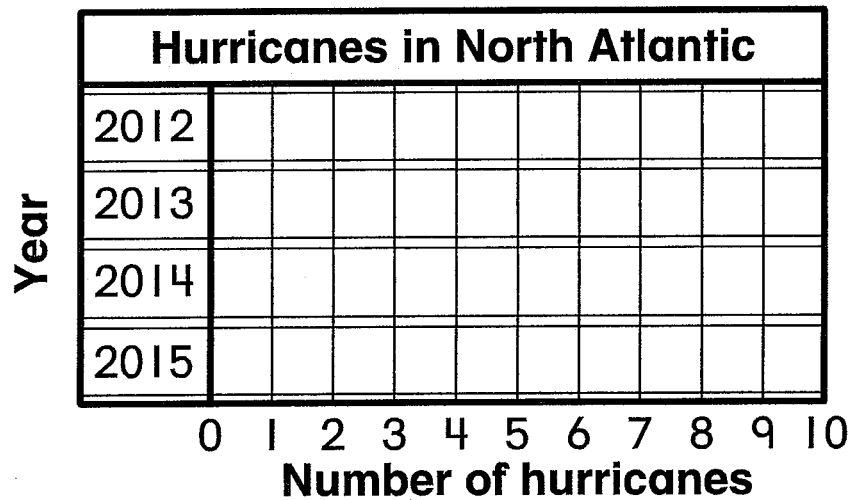 Hurricanes in North Atlantic
Year
2012
2013
2014
2015
0 1 2 3 4 5 6 7 8 9 10
Number of hurricanes